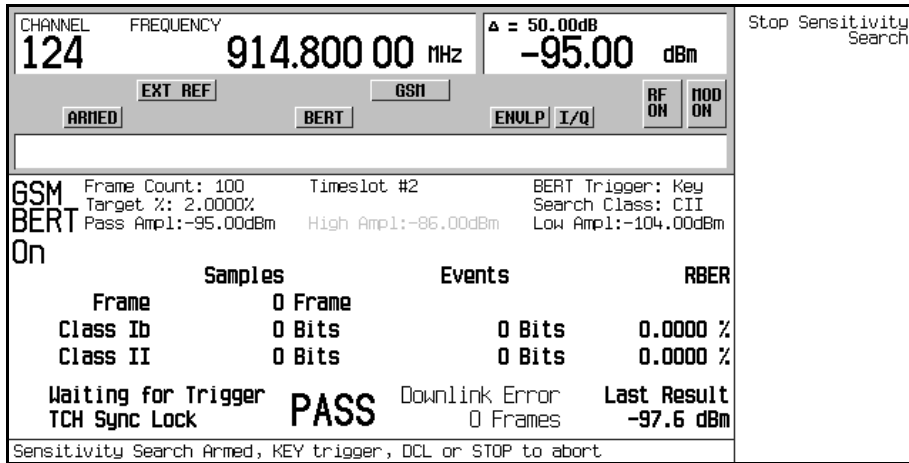 CHANNEL FREQUENCY Δ = 50.00dB Stop Sensitivity
Search
124 914.800 00 MHz -95.00 dBm
EXT REF GSM RF ON MOD ON
ARMED BERT ENVLP I/Q
GSM BERT On
Frame Count: 100 Timeslot #2 BERT Trigger: Key
Target %: 2.0000% Search Class: CII
Pass Ampl:-95.00dBm High Ampl:-86.00dBm Low Ampl:-104.00dBm
Samples Events RBER
Frame 0 Frame
Class Ib 0 Bits 0 Bits 0.0000 %
Class II 0 Bits 0 Bits 0.0000 %
Waiting for Trigger PASS Downlink Error Last Result
TCH Sync Lock 0 Frames -97.6 dBm
Sensitivity Search Armed, KEY trigger, DCL or STOP to abort